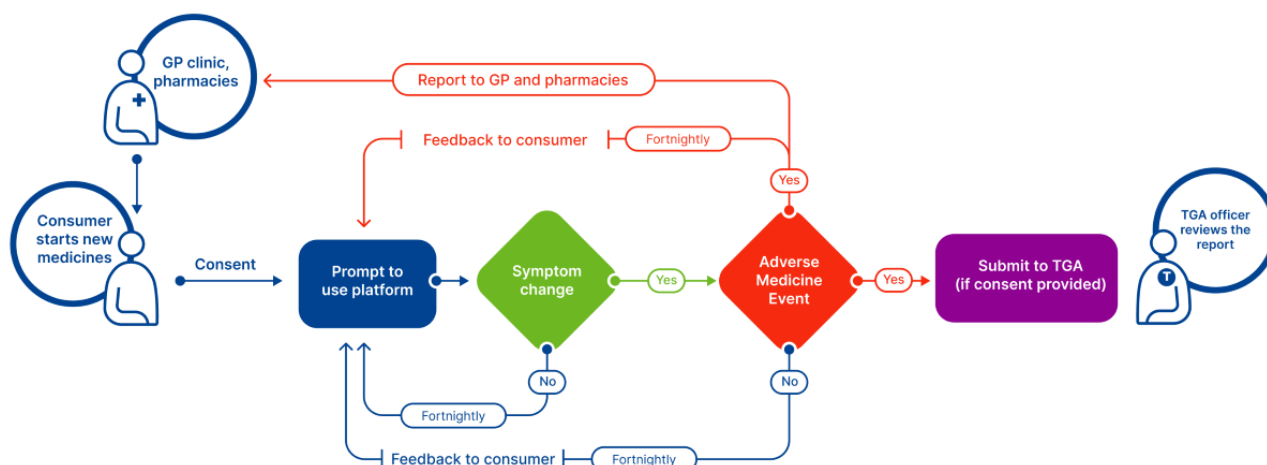 GP clinic,
pharmacies
Report to GP and pharmacies
Feedback to consumer
Fortnightly
Yes
Consumer
starts new
medicines
Consent
Prompt to
use platform
Symptom
change
Yes
Adverse
Medicine
Event
Yes
Submit to TGA
(if consent provided)
TGA officer
reviews the
report
T
No
No
Fortnightly
Feedback to consumer
Fortnightly